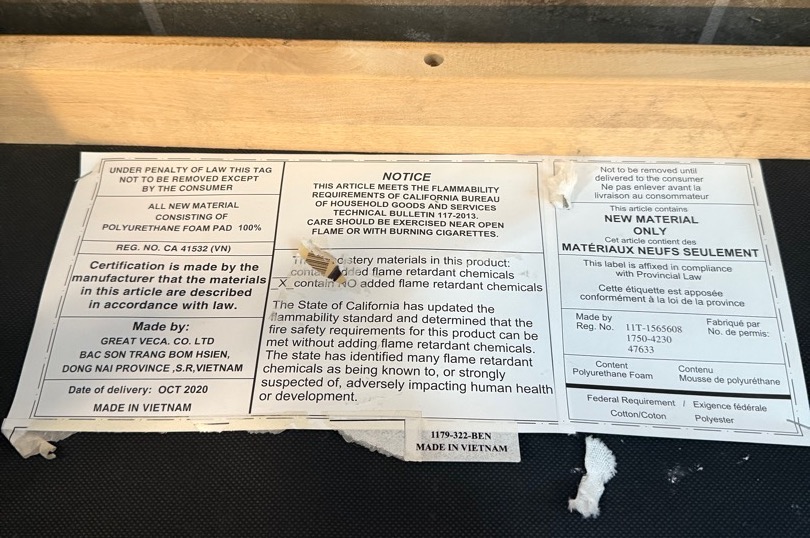 UNDER PENALTY OF LAW THIS TAG
NOT TO BE REMOVED EXCEPT
BY THE CONSUMER
ALL NEW MATERIAL
CONSISTING OF
POLYURETHANE FOAM PAD 100%
REG. NO. CA 41532 (VN)
Certification is made by the
manufacturer that the materials
in this article are described
in accordance with law.
Made by:
GREAT VECA. CO. LTD
BAC SON TRANG BOM HSIEN,
DONG NAI PROVINCE ,S.R,VIETNAM
Date of delivery: OCT 2020
MADE IN VIETNAM
NOTICE
THIS ARTICLE MEETS THE FLAMMABILITY
REQUIREMENTS OF CALIFORNIA BUREAU
OF HOUSEHOLD GOODS AND SERVICES
TECHNICAL BULLETIN 117-2013.
CARE SHOULD BE EXERCISED NEAR OPEN
FLAME OR WITH BURNING CIGARETTES.
materials in this product:
flame retardant chemicals
X contain NO added flame retardant chemicals
The State of California has updated the
flammability standard and determined that the
fire safety requirements for this product can be
met without adding flame retardant chemicals.
The state has identified many flame retardant
chemicals as being known to, or strongly
suspected of, adversely impacting human health
or development.
1179-322-BEN
MADE IN VIETNAM
Not to be removed until
delivered to the consumer
Ne pas enlever avant la
livraison au consommateur
This article contains
NEW MATERIAL
ONLY
Cet article contient des
MATÉRIAUX NEUFS SEULEMENT
This label is affixed in compliance
with Provincial Law
Cette étiquette est apposée
conformément à la loi de la province
Made by Fabriqué par
Reg. No. No. de permis:
11T-1565608
1750-4230
47633
Content Contenu
Polyurethane Foam Mousse de polyuréthane
Federal Requirement / Exigence fédérale
Cotton/Coton Polyester